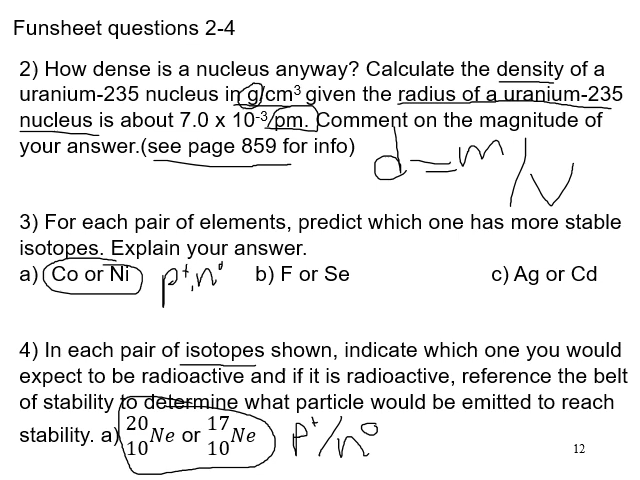 Funsheet questions 2-4
2) How dense is a nucleus anyway? Calculate the density of a
uranium-235 nucleus in g/cm³ given the radius of a uranium-235
nucleus is about 7.0 x 10⁻³ pm. Comment on the magnitude of
your answer.(see page 859 for info)
d = m/V
3) For each pair of elements, predict which one has more stable
isotopes. Explain your answer.
a) Co or Ni p⁺, n⁰ b) F or Se c) Ag or Cd
4) In each pair of isotopes shown, indicate which one you would
expect to be radioactive and if it is radioactive, reference the belt
of stability to determine what particle would be emitted to reach
stability. a) ²⁰₁₀Ne or ¹⁷₁₀Ne p⁺/n⁰
12